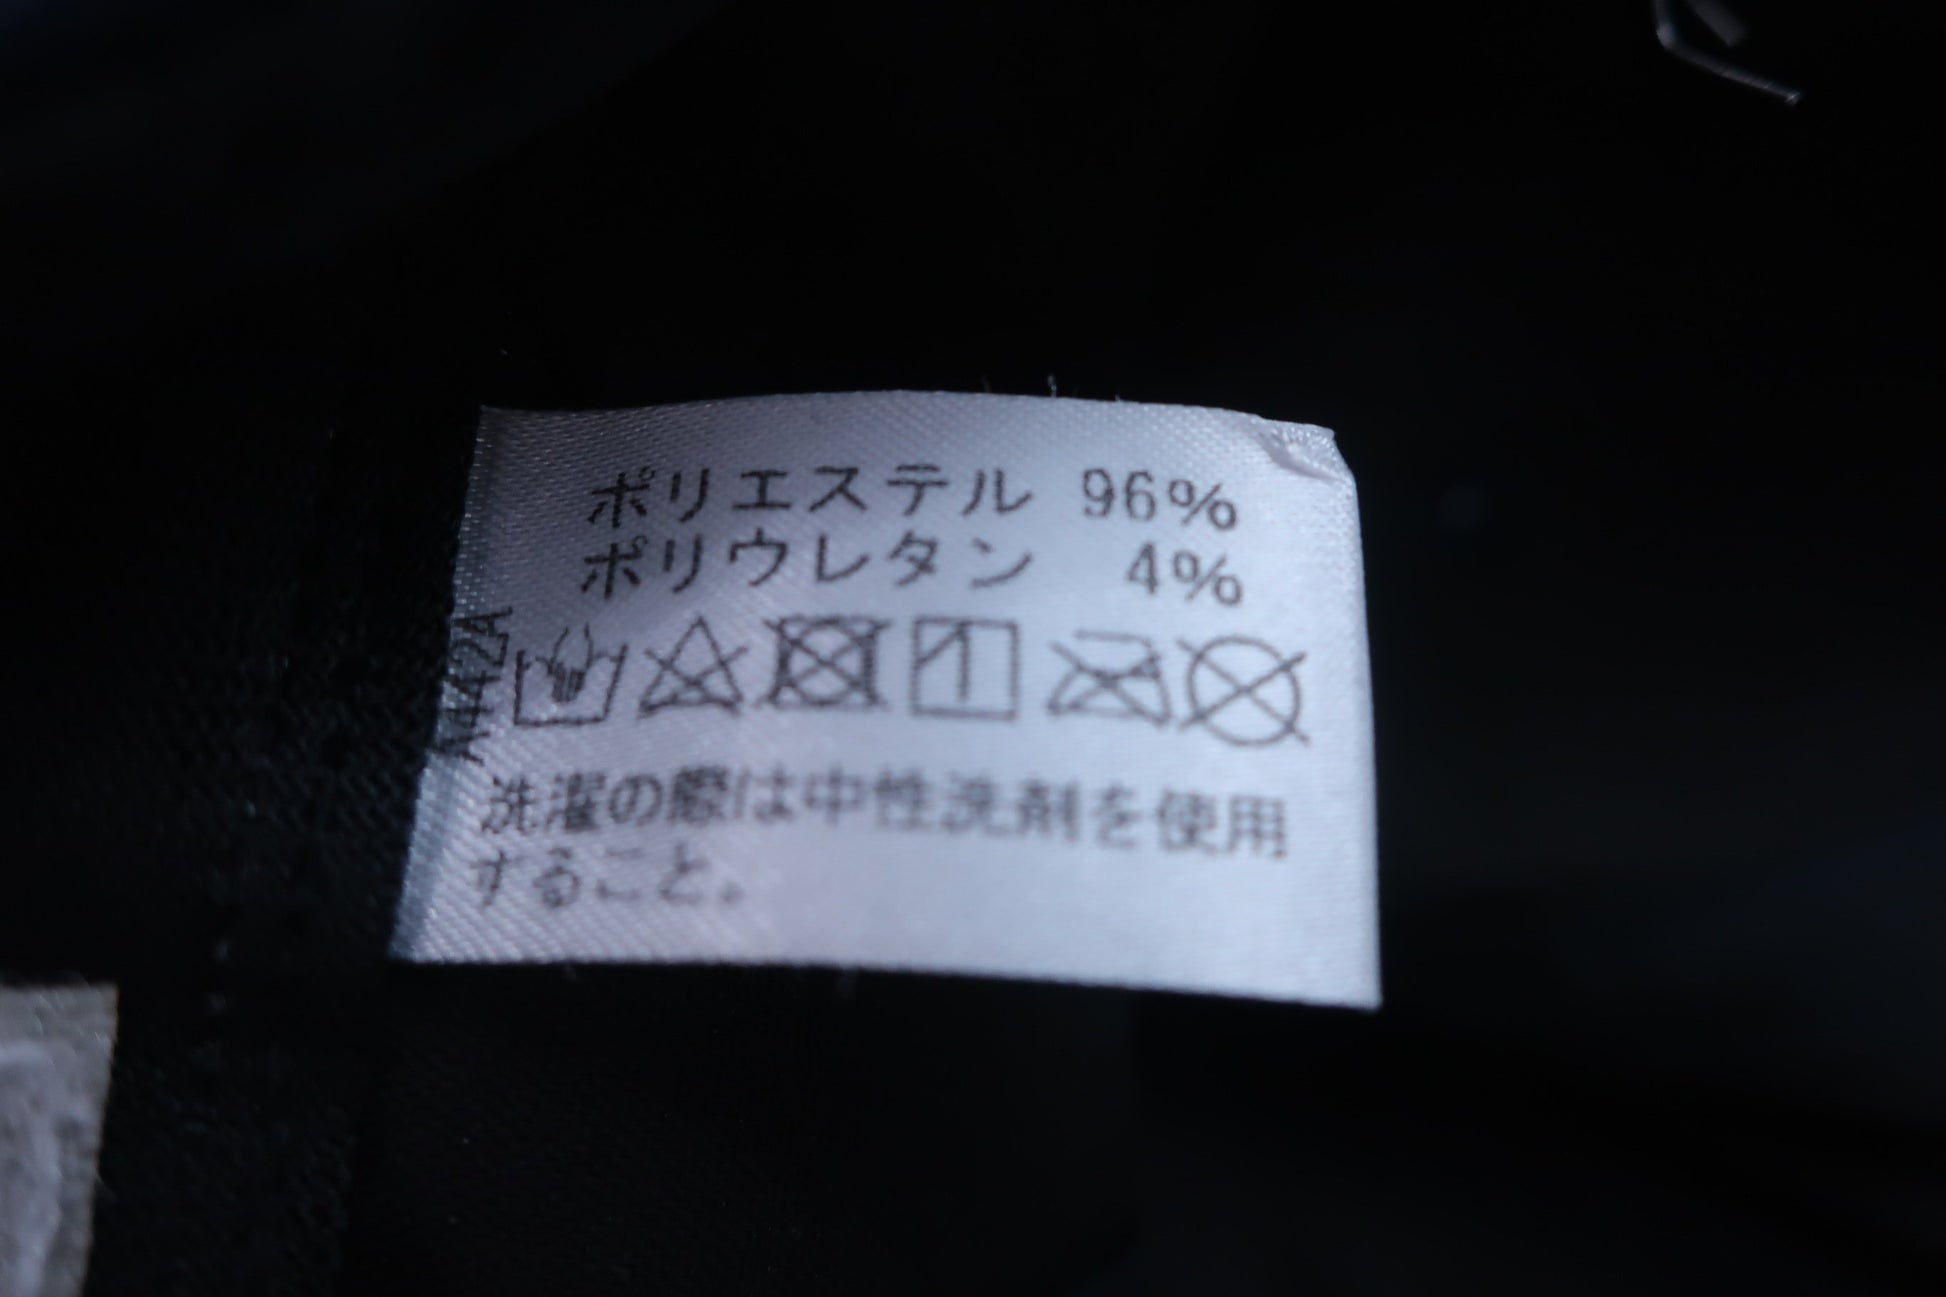 ポリエステル 96%
ポリウレタン 4%
洗濯の際は中性洗剤を使用
すること。